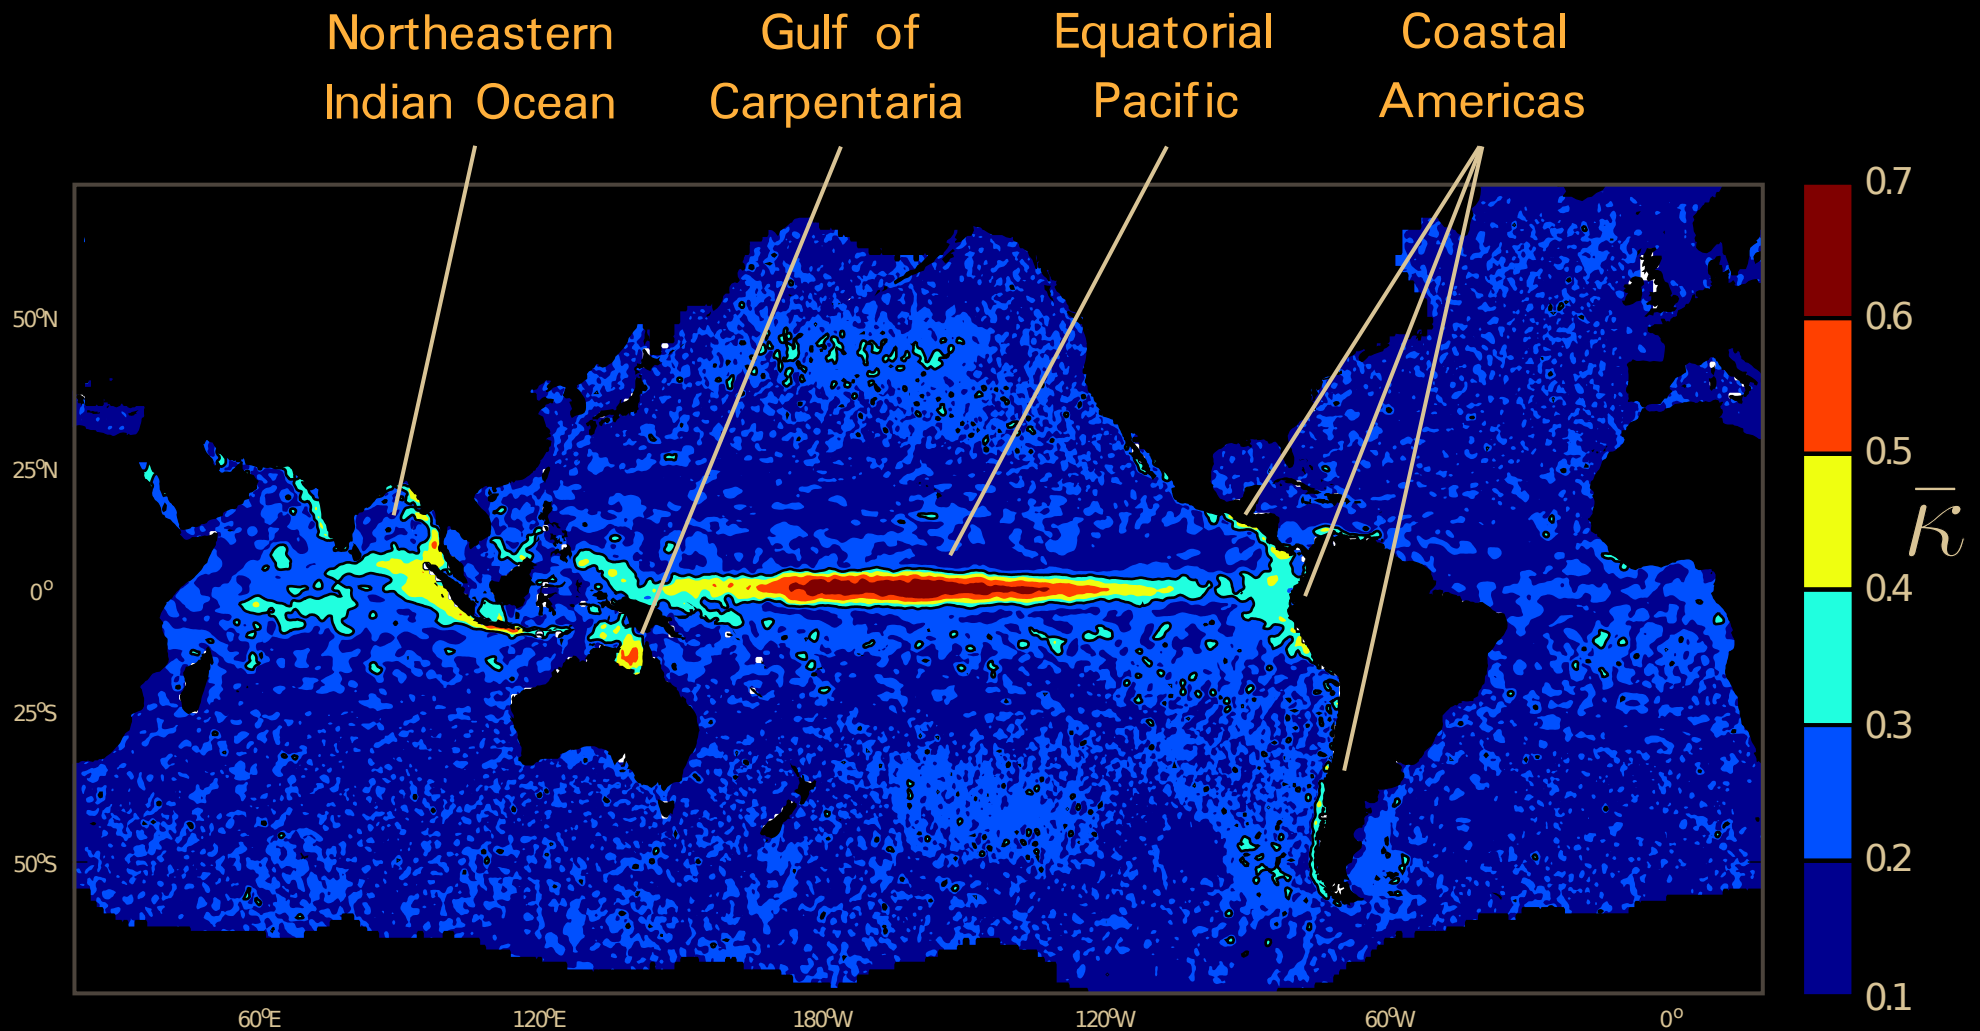 Northeastern Indian Ocean
Gulf of Carpentaria
Equatorial Pacific
Coastal Americas
0.7
0.6
0.5
0.4
0.3
0.2
0.1
κ̅
50°N
25°N
0°
25°S
50°S
60°E
120°E
180°W
120°W
60°W
0°